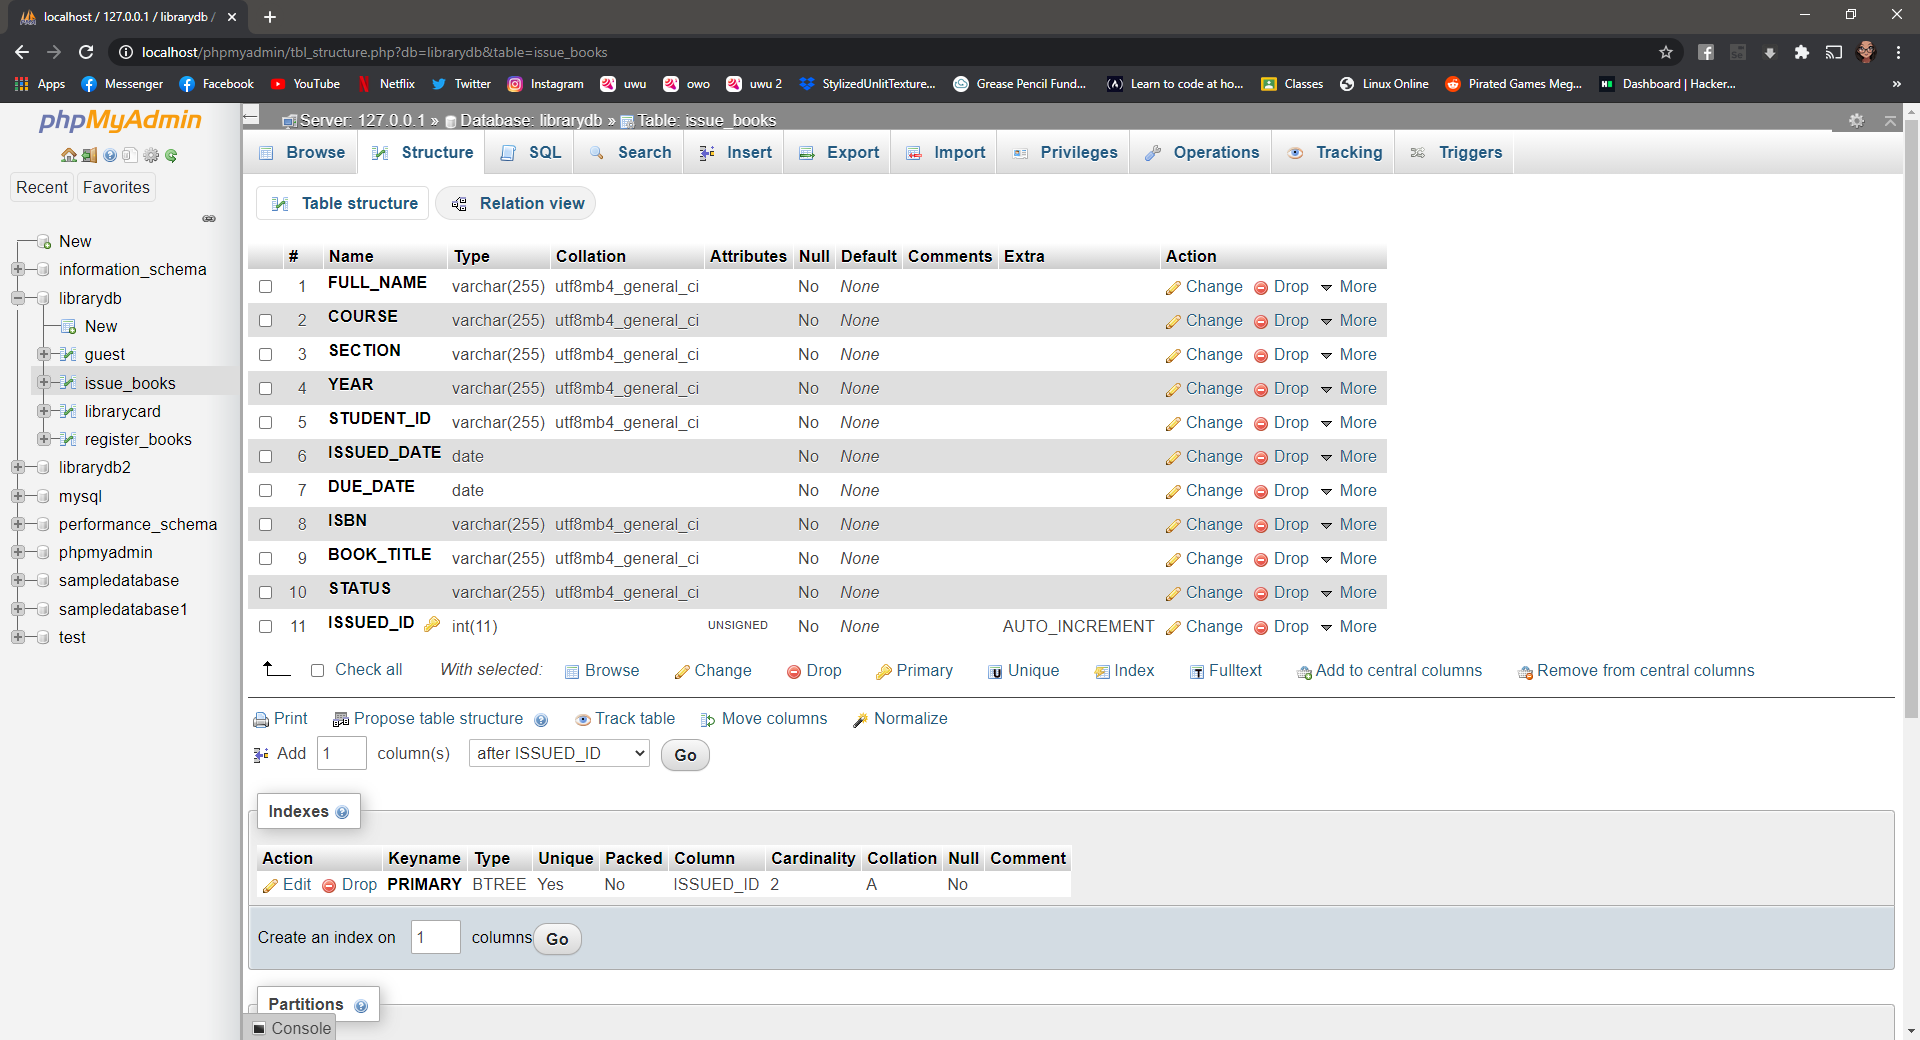 localhost / 127.0.0.1 / librarydb /
localhost/phpmyadmin/tbl_structure.php?db=librarydb&table=issue_books
Apps Messenger Facebook YouTube Netflix Twitter Instagram uwu owo uwu 2 StylizedUnlitTexture... Grease Pencil Fund... Learn to code at ho... Classes Linux Online Pirated Games Meg... Dashboard | Hacker... »
phpMyAdmin
Recent Favorites
New
information_schema
librarydb
New
guest
issue_books
librarycard
register_books
librarydb2
mysql
performance_schema
phpmyadmin
sampledatabase
sampledatabase1
test
Server: 127.0.0.1 » Database: librarydb » Table: issue_books
Browse Structure SQL Search Insert Export Import Privileges Operations Tracking Triggers
Table structure Relation view
# Name Type Collation Attributes Null Default Comments Extra Action
1 FULL_NAME varchar(255) utf8mb4_general_ci No None Change Drop More
2 COURSE varchar(255) utf8mb4_general_ci No None Change Drop More
3 SECTION varchar(255) utf8mb4_general_ci No None Change Drop More
4 YEAR varchar(255) utf8mb4_general_ci No None Change Drop More
5 STUDENT_ID varchar(255) utf8mb4_general_ci No None Change Drop More
6 ISSUED_DATE date No None Change Drop More
7 DUE_DATE date No None Change Drop More
8 ISBN varchar(255) utf8mb4_general_ci No None Change Drop More
9 BOOK_TITLE varchar(255) utf8mb4_general_ci No None Change Drop More
10 STATUS varchar(255) utf8mb4_general_ci No None Change Drop More
11 ISSUED_ID int(11) UNSIGNED No None AUTO_INCREMENT Change Drop More
Check all With selected: Browse Change Drop Primary Unique Index Fulltext Add to central columns Remove from central columns
Print Propose table structure Track table Move columns Normalize
Add 1 column(s) after ISSUED_ID Go
Indexes
Action Keyname Type Unique Packed Column Cardinality Collation Null Comment
Edit Drop PRIMARY BTREE Yes No ISSUED_ID 2 A No
Create an index on 1 columns Go
Partitions
Console